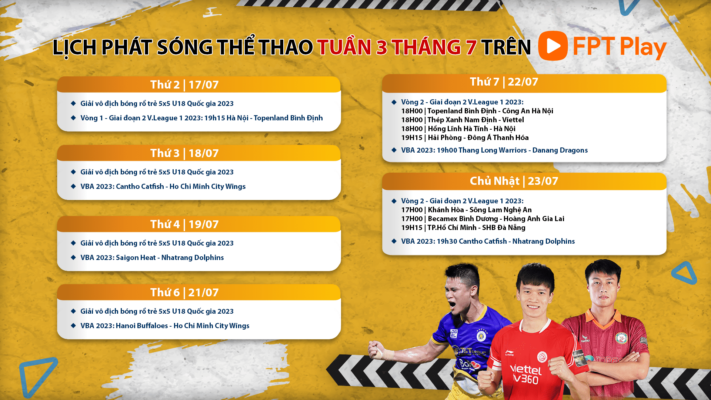 LỊCH PHÁT SÓNG THỂ THAO TUẦN 3 THÁNG 7 TRÊN FPT Play
Thứ 2 | 17/07
Giải vô địch bóng rổ trẻ 5x5 U18 Quốc gia 2023
Vòng 1 - Giai đoạn 2 V.League 1 2023: 19h15 Hà Nội - Topenland Bình Định
Thứ 3 | 18/07
Giải vô địch bóng rổ trẻ 5x5 U18 Quốc gia 2023
VBA 2023: Cantho Catfish - Ho Chi Minh City Wings
Thứ 4 | 19/07
Giải vô địch bóng rổ trẻ 5x5 U18 Quốc gia 2023
VBA 2023: Saigon Heat - Nhatrang Dolphins
Thứ 6 | 21/07
Giải vô địch bóng rổ trẻ 5x5 U18 Quốc gia 2023
VBA 2023: Hanoi Buffaloes - Ho Chi Minh City Wings
Thứ 7 | 22/07
Vòng 2 - Giai đoạn 2 V.League 1 2023:
18H00 | Topenland Bình Định - Công An Hà Nội
18H00 | Thép Xanh Nam Định - Viettel
18H00 | Hồng Lĩnh Hà Tĩnh - Hà Nội
19H15 | Hải Phòng - Đông Á Thanh Hóa
VBA 2023: 19h00 Thang Long Warriors - Danang Dragons
Chủ Nhật | 23/07
Vòng 2 - Giai đoạn 2 V.League 1 2023:
17H00 | Khánh Hòa - Sông Lam Nghệ An
17H00 | Becamex Bình Dương - Hoàng Anh Gia Lai
19H15 | TP.Hồ Chí Minh - SHB Đà Nẵng
VBA 2023: 19h30 Cantho Catfish - Nhatrang Dolphins
viettel
V360